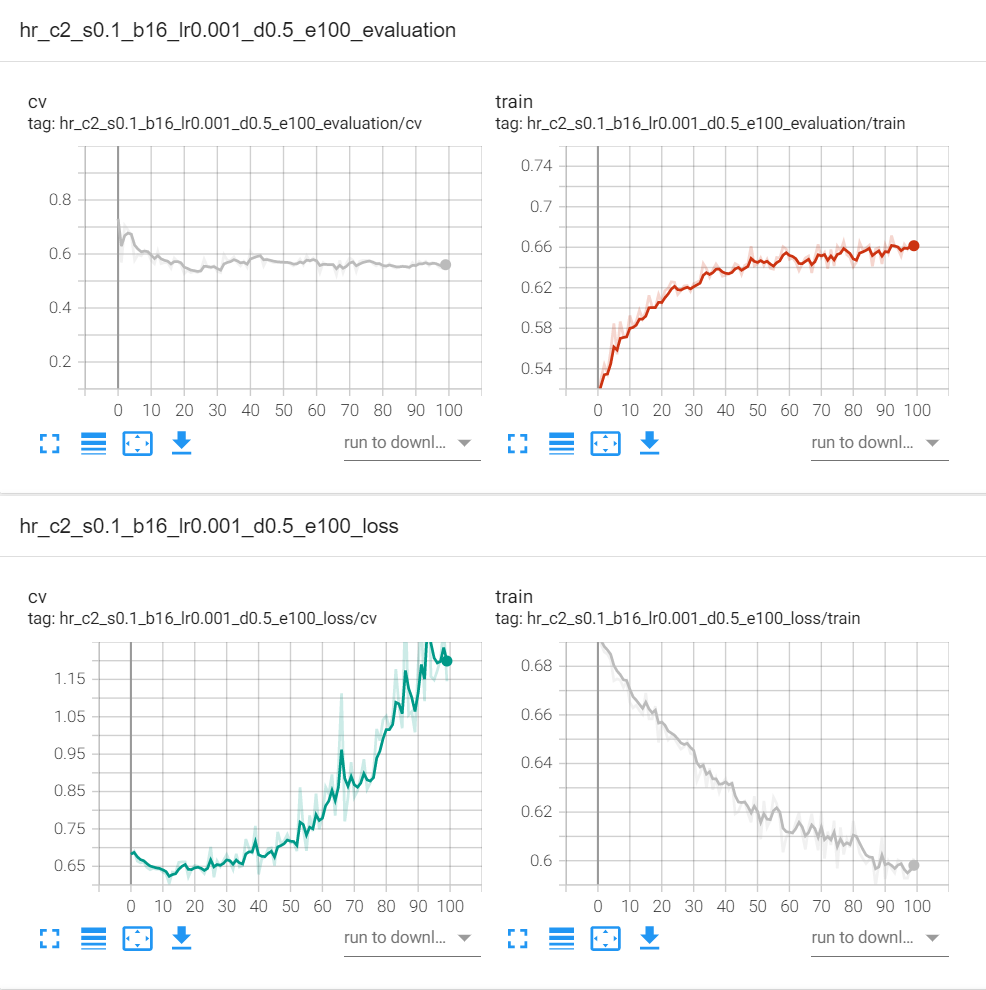 hr_c2_s0.1_b16_lr0.001_d0.5_e100_evaluation
cv
tag: hr_c2_s0.1_b16_lr0.001_d0.5_e100_evaluation/cv
0.8
0.6
0.4
0.2
0 10 20 30 40 50 60 70 80 90 100
run to downl...
train
tag: hr_c2_s0.1_b16_lr0.001_d0.5_e100_evaluation/train
0.74
0.7
0.66
0.62
0.58
0.54
0 10 20 30 40 50 60 70 80 90 100
run to downl...
hr_c2_s0.1_b16_lr0.001_d0.5_e100_loss
cv
tag: hr_c2_s0.1_b16_lr0.001_d0.5_e100_loss/cv
1.15
1.05
0.95
0.85
0.75
0.65
0 10 20 30 40 50 60 70 80 90 100
run to downl...
train
tag: hr_c2_s0.1_b16_lr0.001_d0.5_e100_loss/train
0.68
0.66
0.64
0.62
0.6
0 10 20 30 40 50 60 70 80 90 100
run to downl...